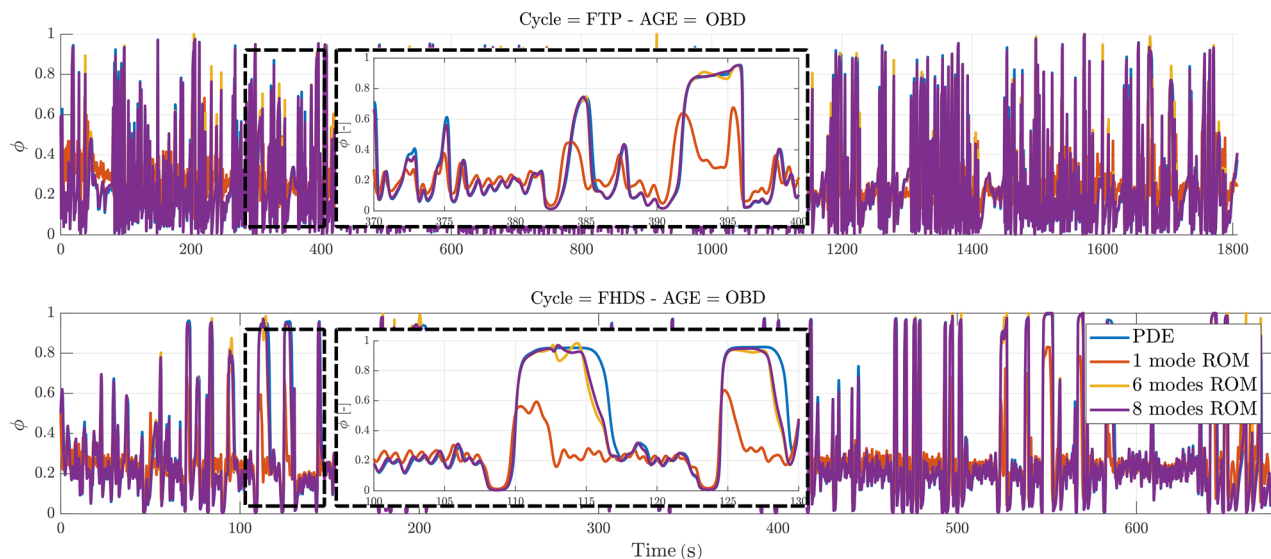 Cycle = FTP - AGE = OBD
1
0.8
0.6
0.4
0.2
0
ϕ
0 200 400 600 800 1000 1200 1400 1600 1800
1
0.8
0.6
0.4
0.2
0
ϕ [-]
370 375 380 385 390 395 400
Cycle = FHDS - AGE = OBD
1
0.8
0.6
0.4
0.2
0
ϕ
0 100 200 300 400 500 600
1
0.8
0.6
0.4
0.2
0
ϕ [-]
100 105 110 115 120 125 130
PDE
1 mode ROM
6 modes ROM
8 modes ROM
Time (s)